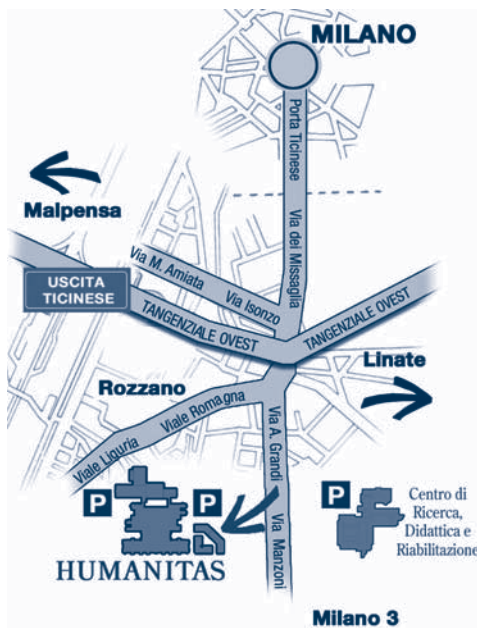 MILANO
Porta Ticinese
Via dei Missaglia
Malpensa
Via M. Amiata
Via Isonzo
USCITA
TICINESE
TANGENZIALE OVEST
TANGENZIALE OVEST
Linate
Rozzano
Viale Romagna
Viale Liguria
Via A. Grandi
Via Manzoni
P
P
HUMANITAS
P
Centro di
Ricerca,
Didattica e
Riabilitazione
Milano 3